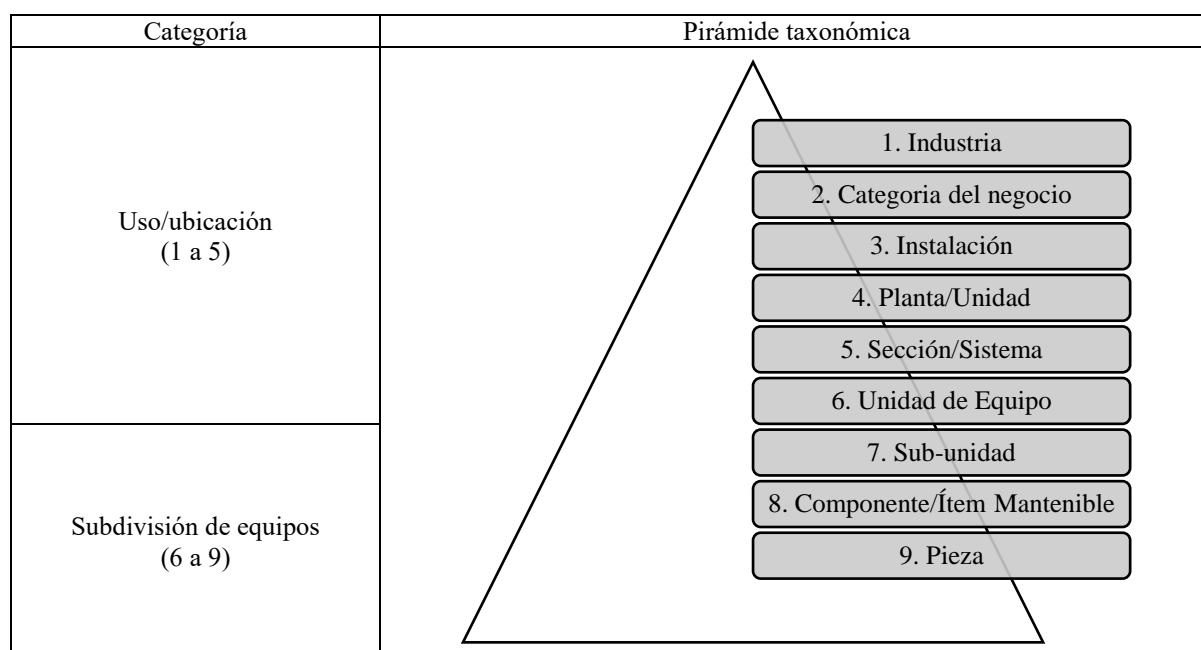 Categoría
Pirámide taxonómica
Uso/ubicación
(1 a 5)
Subdivisión de equipos
(6 a 9)
1. Industria
2. Categoria del negocio
3. Instalación
4. Planta/Unidad
5. Sección/Sistema
6. Unidad de Equipo
7. Sub-unidad
8. Componente/Ítem Mantenible
9. Pieza